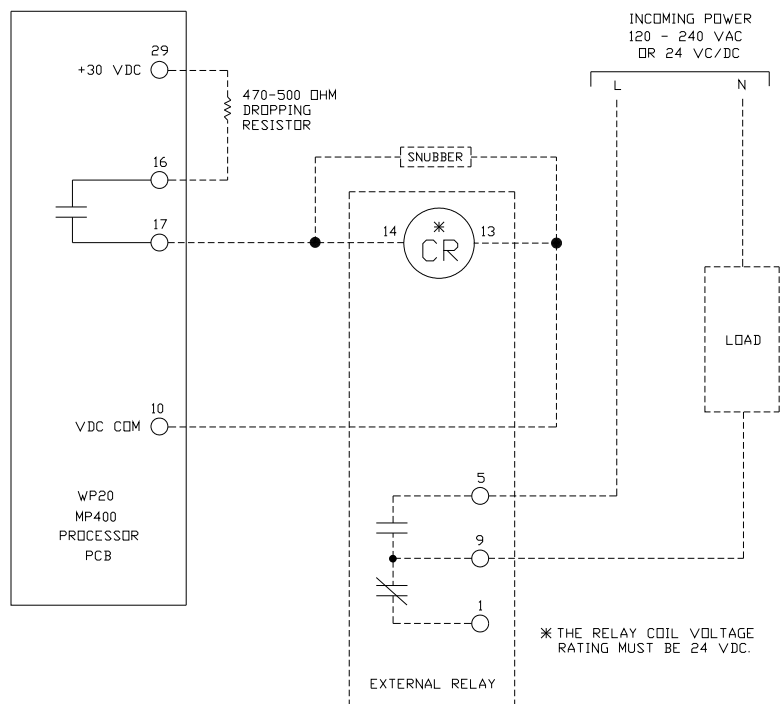 INCOMING POWER
120 - 240 VAC
OR 24 VC/DC
L
N
29
+30 VDC
470-500 OHM
DROPPING
RESISTOR
16
SNUBBER
17
14
*
CR
13
LOAD
10
VDC COM
5
WP20
MP400
PROCESSOR
PCB
9
1
* THE RELAY COIL VOLTAGE
RATING MUST BE 24 VDC.
EXTERNAL RELAY